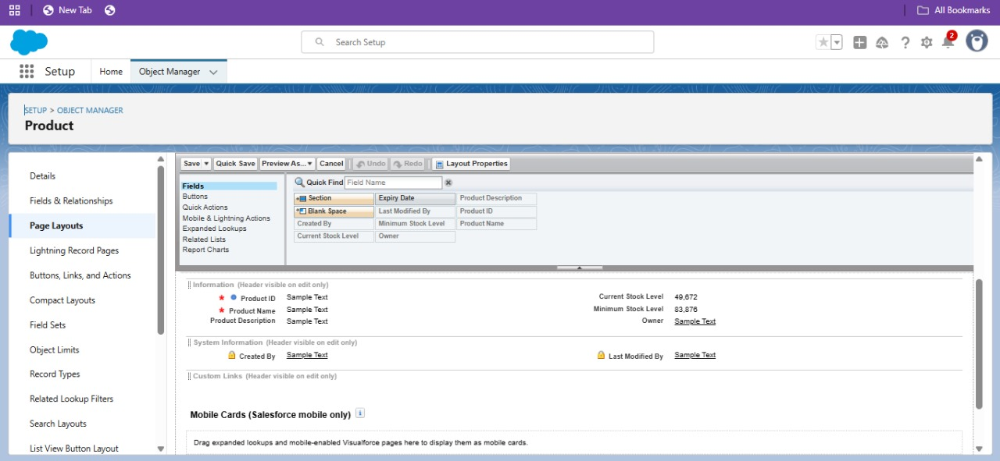 New Tab
All Bookmarks
Search Setup
2
Setup
Home
Object Manager
SETUP > OBJECT MANAGER
Product
Details
Fields & Relationships
Page Layouts
Lightning Record Pages
Buttons, Links, and Actions
Compact Layouts
Field Sets
Object Limits
Record Types
Related Lookup Filters
Search Layouts
List View Button Layout
Save Quick Save Preview As... Cancel Undo Redo Layout Properties
Fields
Buttons
Quick Actions
Mobile & Lightning Actions
Expanded Lookups
Related Lists
Report Charts
Quick Find Field Name
Section Expiry Date Product Description
Blank Space Last Modified By Product ID
Created By Minimum Stock Level Product Name
Current Stock Level Owner
Information (Header visible on edit only)
* Product ID Sample Text Current Stock Level 49,672
* Product Name Sample Text Minimum Stock Level 83,876
Product Description Sample Text Owner Sample Text
System Information (Header visible on edit only)
Created By Sample Text Last Modified By Sample Text
Custom Links (Header visible on edit only)
Mobile Cards (Salesforce mobile only) i
Drag expanded lookups and mobile-enabled Visualforce pages here to display them as mobile cards.